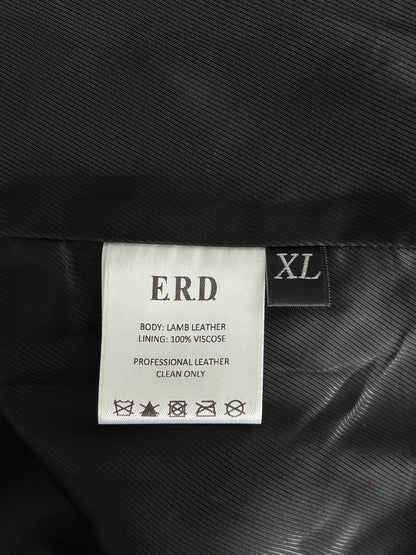 E.R.D.
XL
BODY: LAMB LEATHER
LINING: 100% VISCOSE
PROFESSIONAL LEATHER
CLEAN ONLY